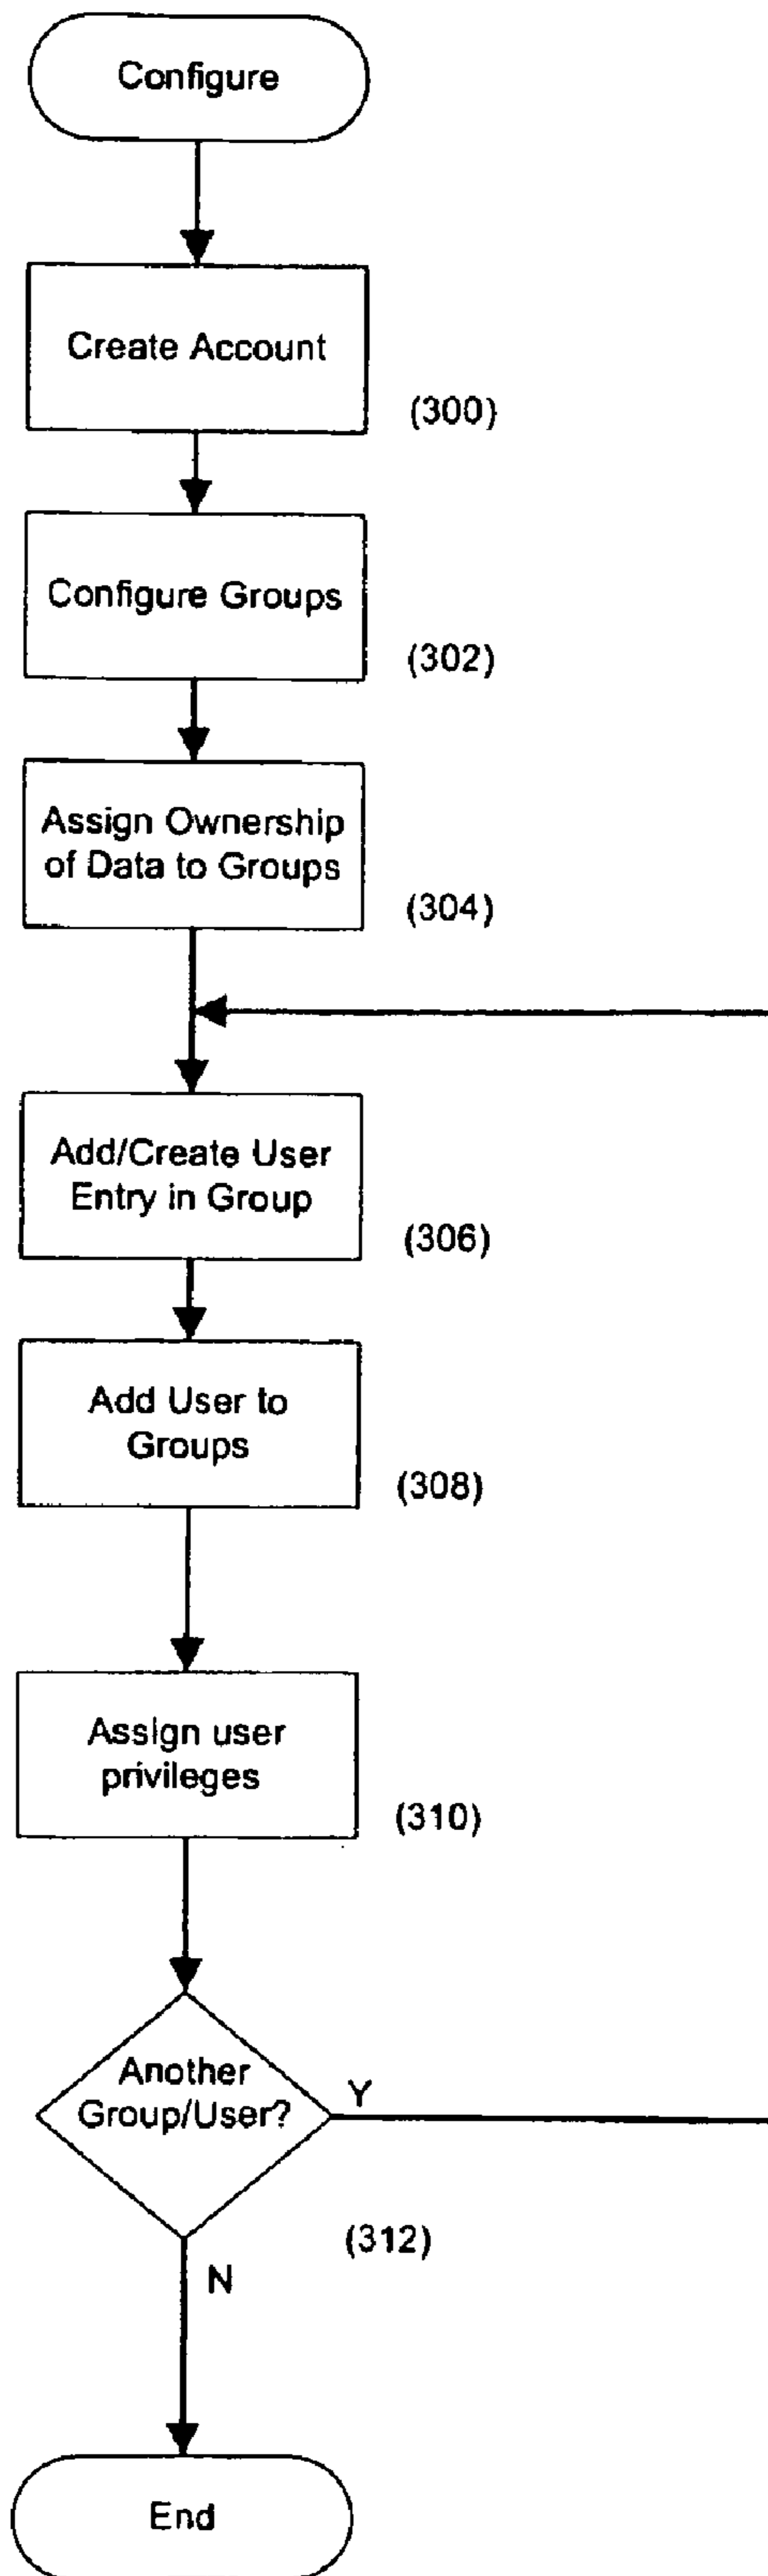 Configure
Create Account
(300)
Configure Groups
(302)
Assign Ownership
of Data to Groups
(304)
Add/Create User
Entry in Group
(306)
Add User to
Groups
(308)
Assign user
privileges
(310)
Another
Group/User?
Y
(312)
N
End